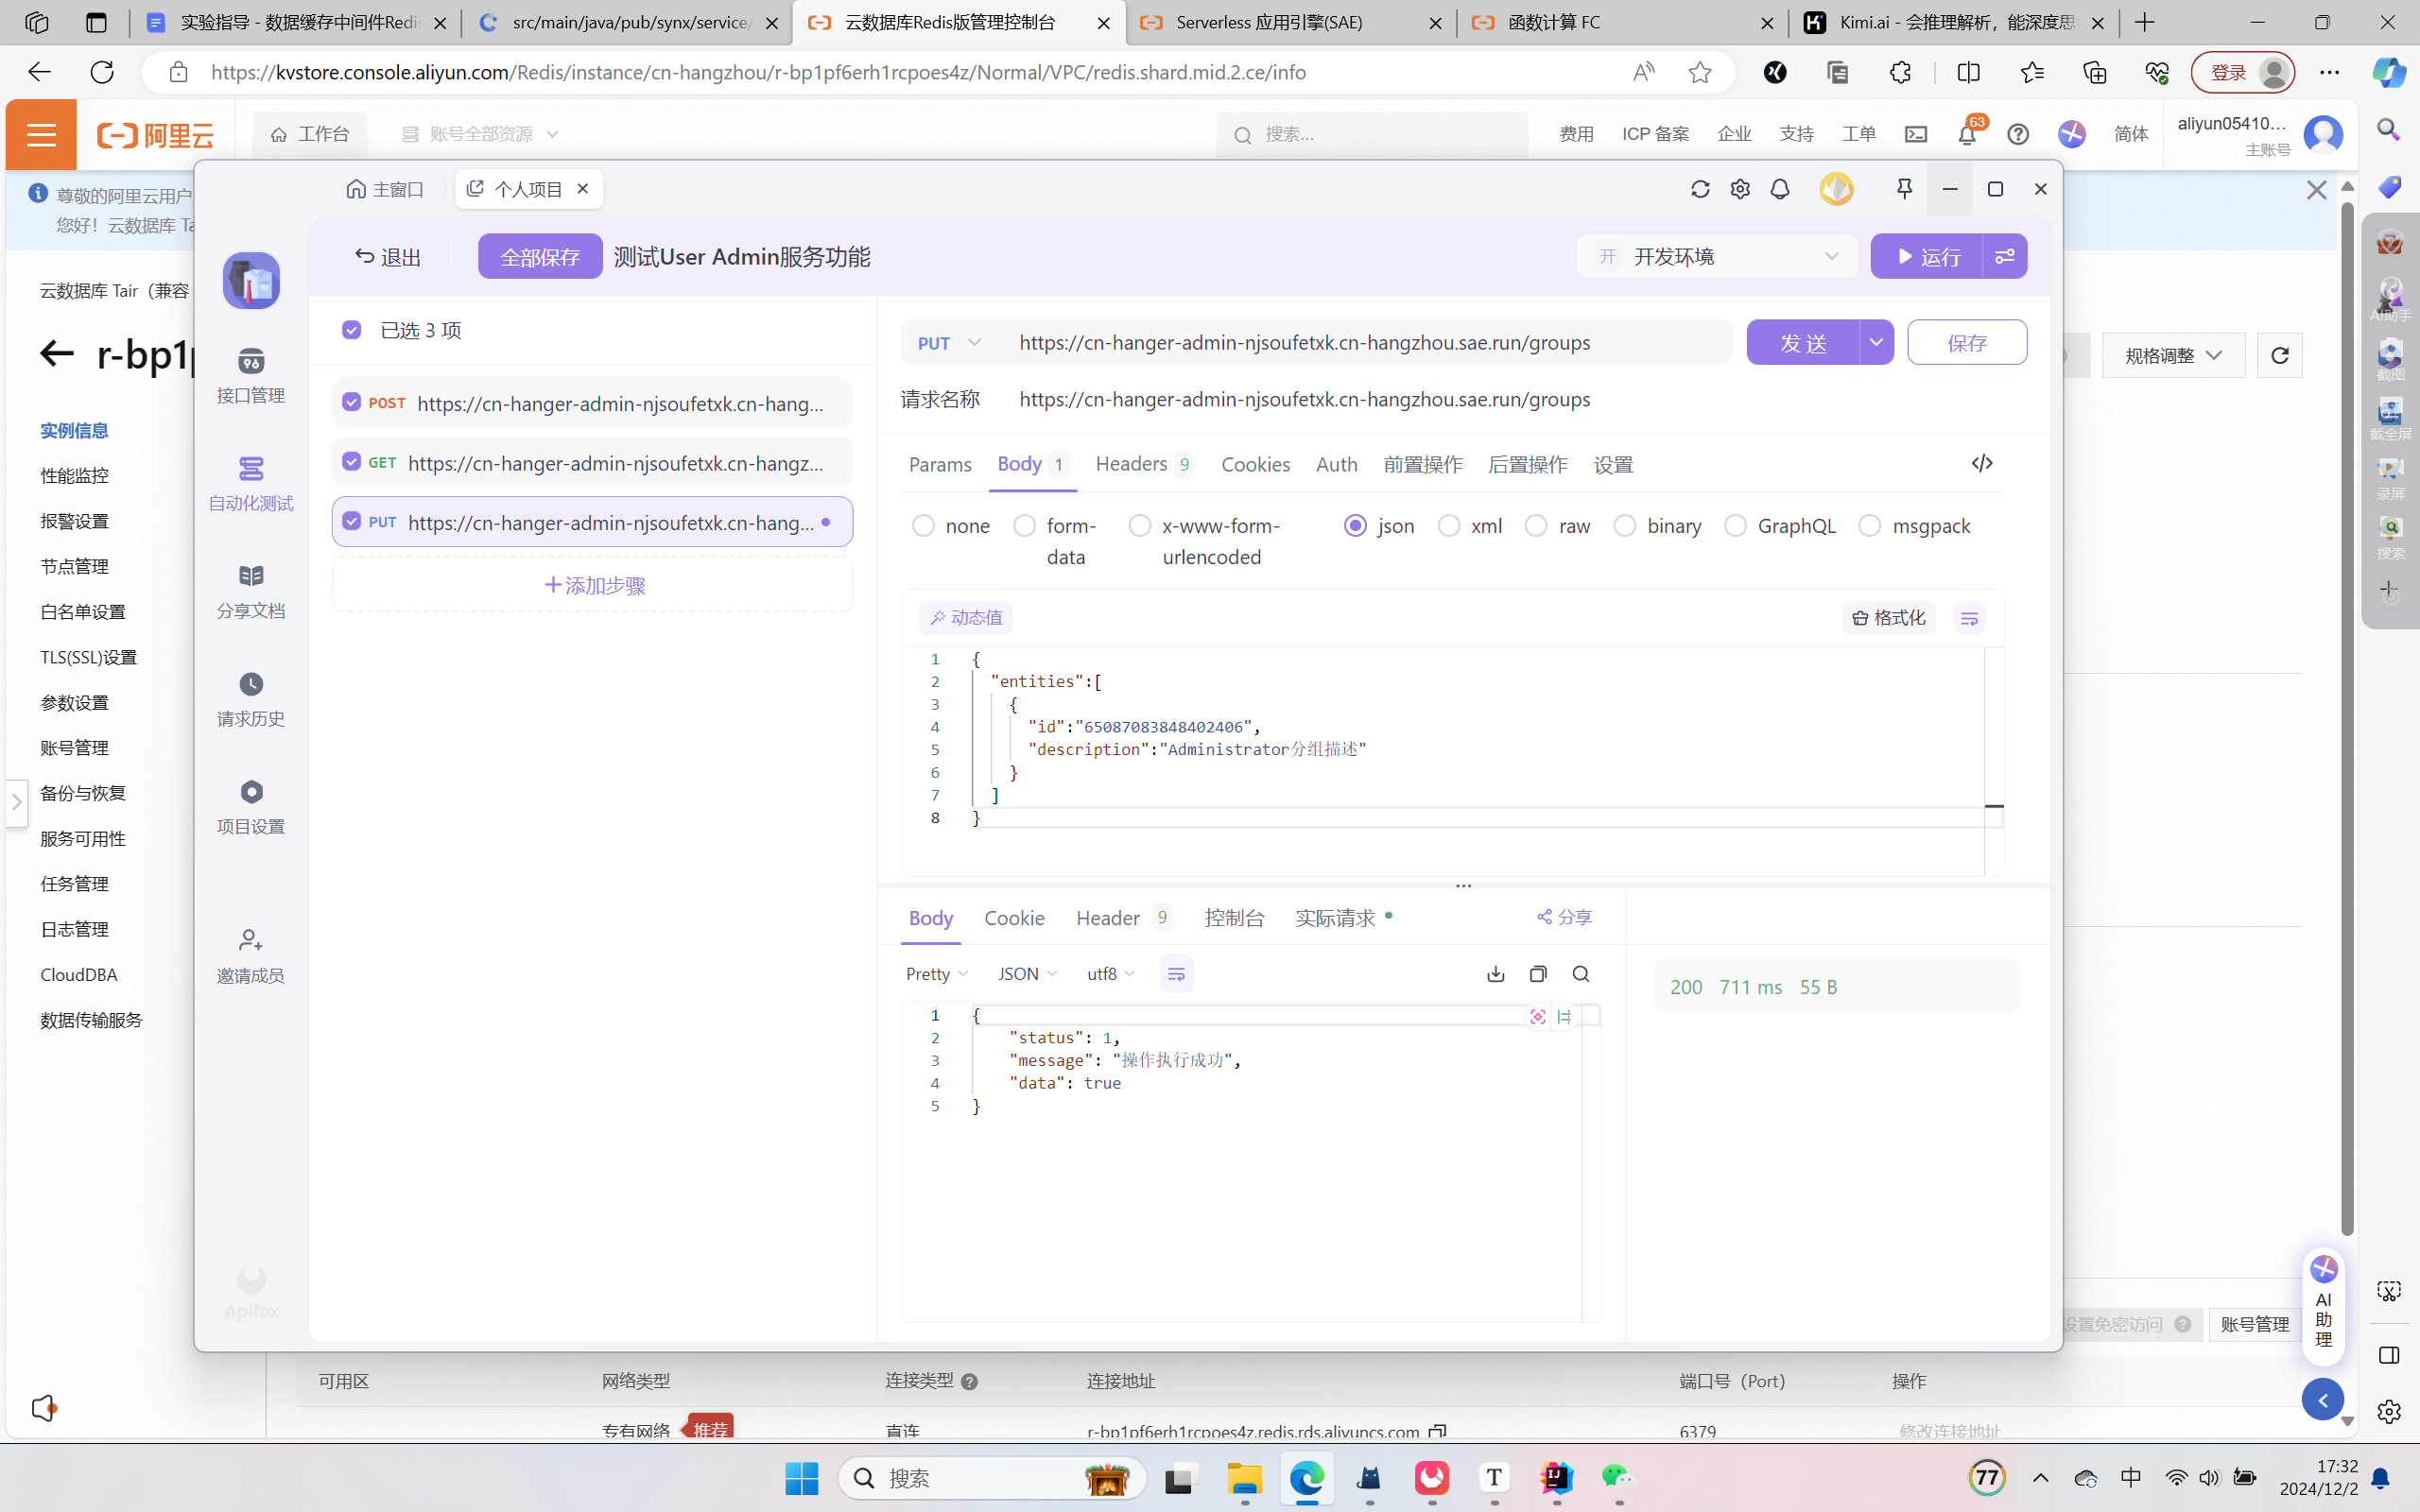 实验指导 - 数据缓存中间件Redis
src/main/java/pub/synx/service/
云数据库Redis版管理控制台
Serverless 应用引擎(SAE)
函数计算 FC
Kimi.ai - 会推理解析，能深度思
https://kvstore.console.aliyun.com/Redis/instance/cn-hangzhou/r-bp1pf6erh1rcpoes4z/Normal/VPC/redis.shard.mid.2.ce/info
登录
阿里云
工作台
账号全部资源
搜索...
费用
ICP 备案
企业
支持
工单
63
简体
aliyun05410...
主账号
尊敬的阿里云用户
您好！云数据库 Ta
云数据库 Tair（兼容
r-bp1p
规格调整
实例信息
性能监控
报警设置
节点管理
白名单设置
TLS(SSL)设置
参数设置
账号管理
备份与恢复
服务可用性
任务管理
日志管理
CloudDBA
数据传输服务
主窗口
个人项目
退出
全部保存
测试User Admin服务功能
开 开发环境
运行
接口管理
自动化测试
分享文档
请求历史
项目设置
邀请成员
Apifox
已选 3 项
POST https://cn-hanger-admin-njsoufetxk.cn-hang...
GET https://cn-hanger-admin-njsoufetxk.cn-hangz...
PUT https://cn-hanger-admin-njsoufetxk.cn-hang...
添加步骤
PUT https://cn-hanger-admin-njsoufetxk.cn-hangzhou.sae.run/groups
发 送
保存
请求名称 https://cn-hanger-admin-njsoufetxk.cn-hangzhou.sae.run/groups
Params Body 1 Headers 9 Cookies Auth 前置操作 后置操作 设置
none form-data x-www-form-urlencoded json xml raw binary GraphQL msgpack
动态值
格式化
1 {
2 "entities":[
3 {
4 "id":"65087083848402406",
5 "description":"Administrator分组描述"
6 }
7 ]
8 }
Body Cookie Header 9 控制台 实际请求
分享
Pretty JSON utf8
1 {
2 "status": 1,
3 "message": "操作执行成功",
4 "data": true
5 }
200 711 ms 55 B
AI助手
截图
截全屏
录屏
搜索
设置免密访问
账号管理
AI
助
理
可用区 网络类型 连接类型 连接地址 端口号（Port） 操作
专有网络 推荐 直连 r-bp1pf6erh1rcpoes4z.redis.rds.aliyuncs.com 6379 修改连接地址
搜索
77
中
17:32
2024/12/2